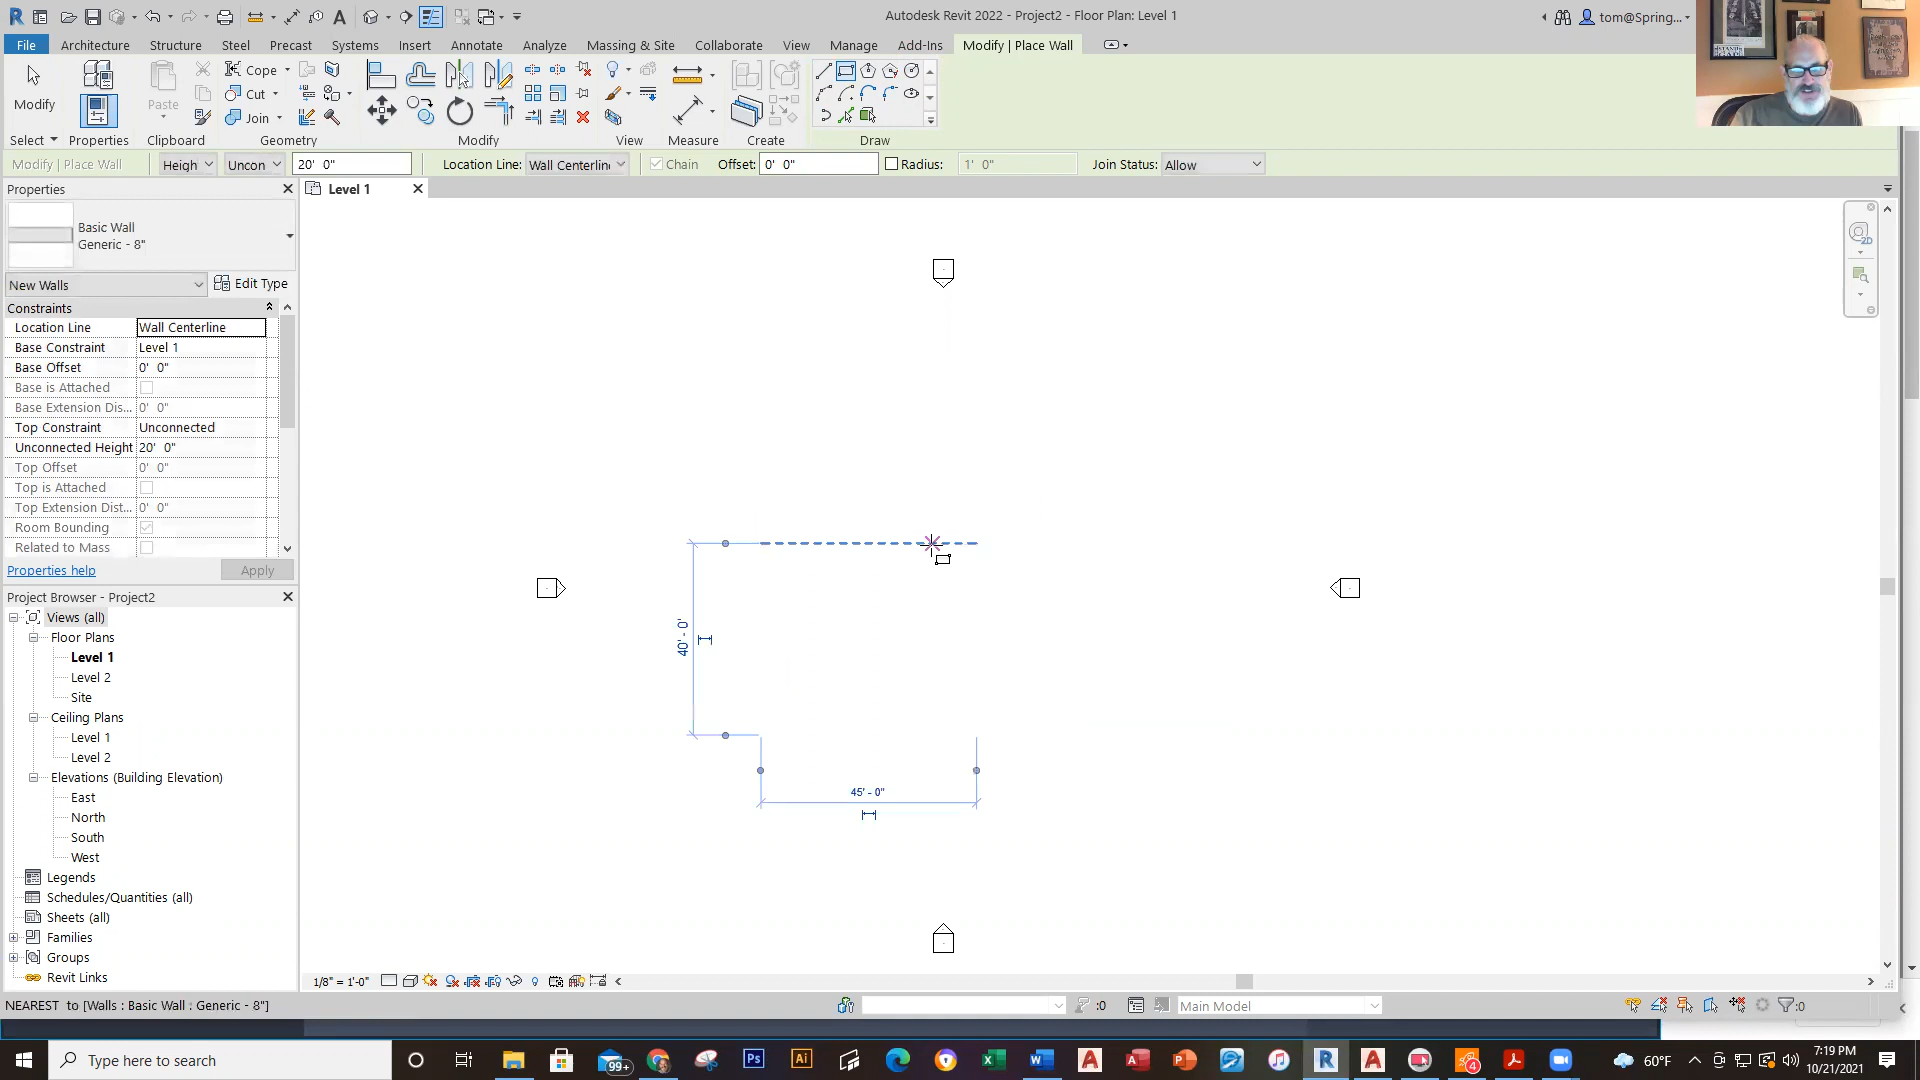 Autodesk Revit 2022 - Project2 - Floor Plan: Level 1
tom@Spring...
File Architecture Structure Steel Precast Systems Insert Annotate Analyze Massing & Site Collaborate View Manage Add-Ins Modify | Place Wall
Modify
Paste
Cope
Cut
Join
Select Properties Clipboard Geometry Modify View Measure Create Draw
Modify | Place Wall Heigh Uncon 20' 0" Location Line: Wall Centerline Chain Offset: 0' 0" Radius: 1' 0" Join Status: Allow
Properties
Level 1
Basic Wall
Generic - 8"
New Walls
Edit Type
Constraints
Location Line Wall Centerline
Base Constraint Level 1
Base Offset 0' 0"
Base is Attached
Base Extension Dis... 0' 0"
Top Constraint Unconnected
Unconnected Height 20' 0"
Top Offset 0' 0"
Top is Attached
Top Extension Dist... 0' 0"
Room Bounding
Related to Mass
Properties help
Apply
40' - 0"
45' - 0"
Project Browser - Project2
Views (all)
Floor Plans
Level 1
Level 2
Site
Ceiling Plans
Level 1
Level 2
Elevations (Building Elevation)
East
North
South
West
Legends
Schedules/Quantities (all)
Sheets (all)
Families
Groups
Revit Links
1/8" = 1'-0"
NEAREST to [Walls : Basic Wall : Generic - 8"]
:0
Main Model
:0
Type here to search
99+
Ps
Ai
4
60°F
7:19 PM
10/21/2021
2D